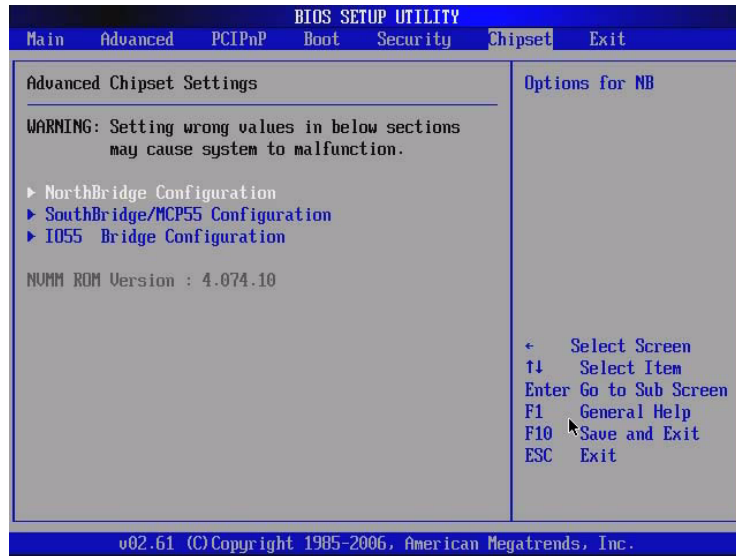 BIOS SETUP UTILITY
Main Advanced PCIPnP Boot Security Chipset Exit
Advanced Chipset Settings
WARNING: Setting wrong values in below sections
may cause system to malfunction.
▶ NorthBridge Configuration
▶ SouthBridge/MCP55 Configuration
▶ IO55 Bridge Configuration
NVMM ROM Version : 4.074.10
Options for NB
← Select Screen
↑↓ Select Item
Enter Go to Sub Screen
F1 General Help
F10 Save and Exit
ESC Exit
v02.61 (C)Copyright 1985-2006, American Megatrends, Inc.